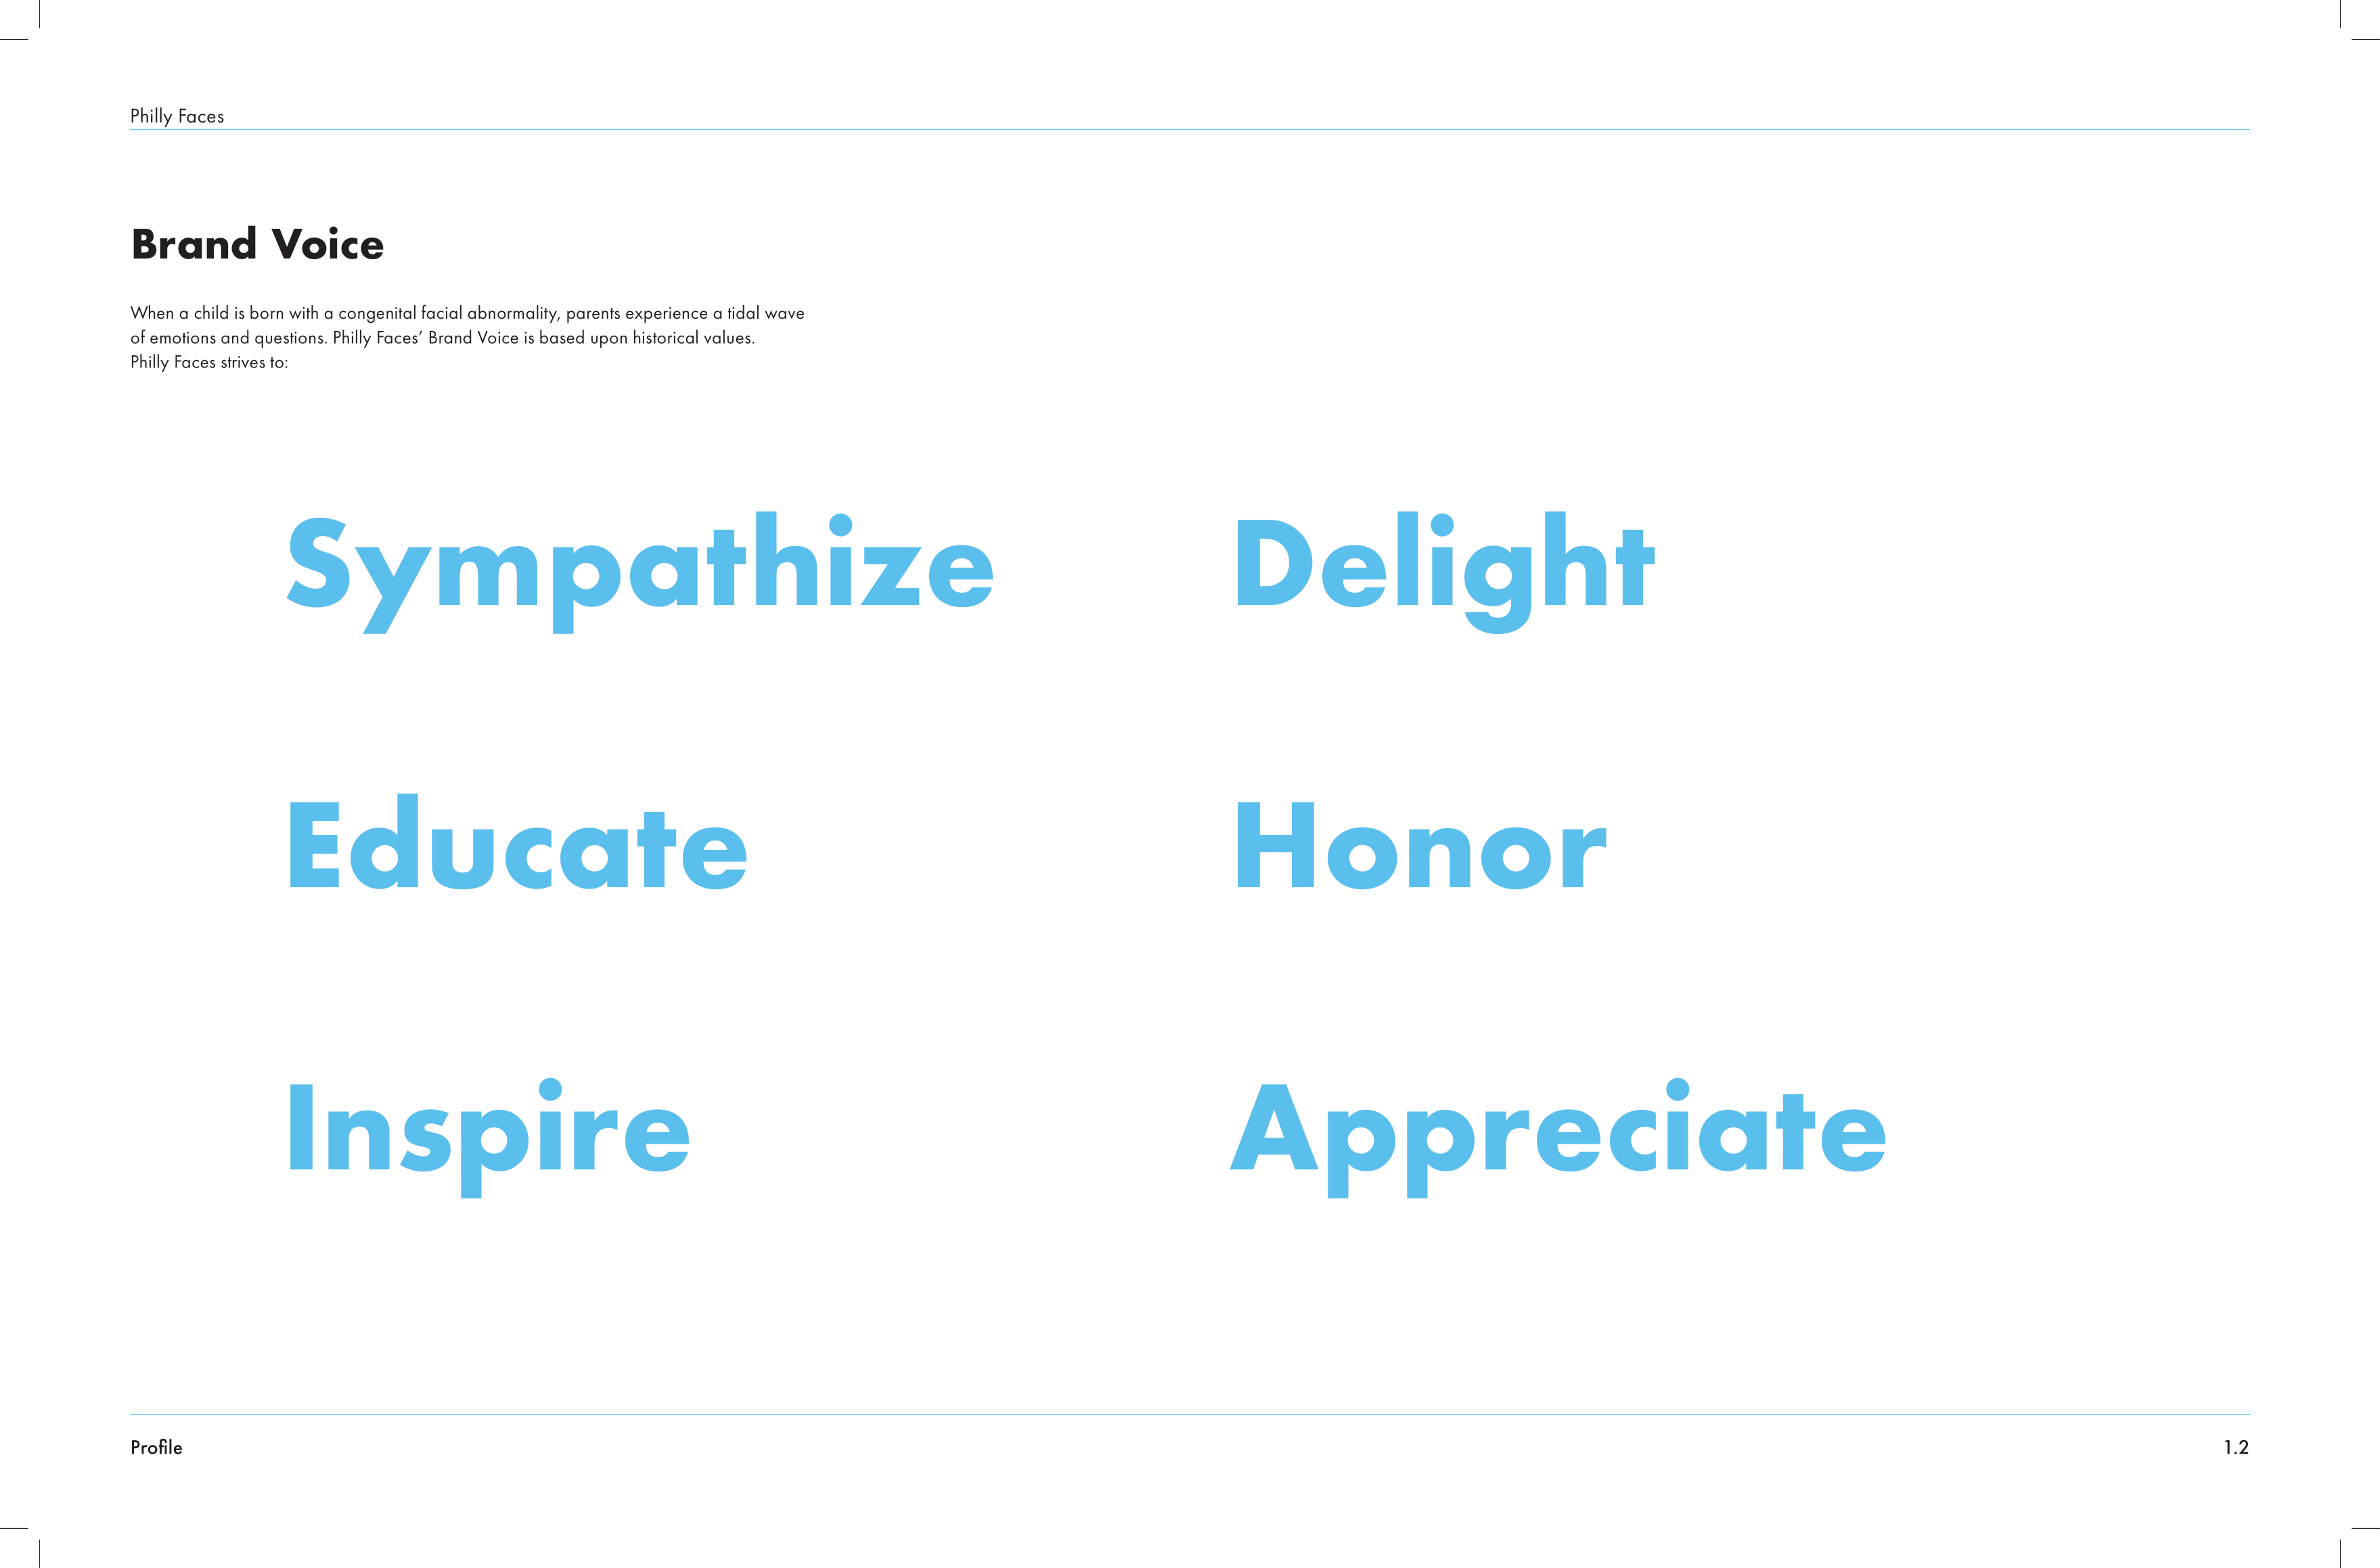 Philly Faces
Brand Voice
When a child is born with a congenital facial abnormality, parents experience a tidal wave
of emotions and questions. Philly Faces’ Brand Voice is based upon historical values.
Philly Faces strives to:
Sympathize
Delight
Educate
Honor
Inspire
Appreciate
Profile
1.2